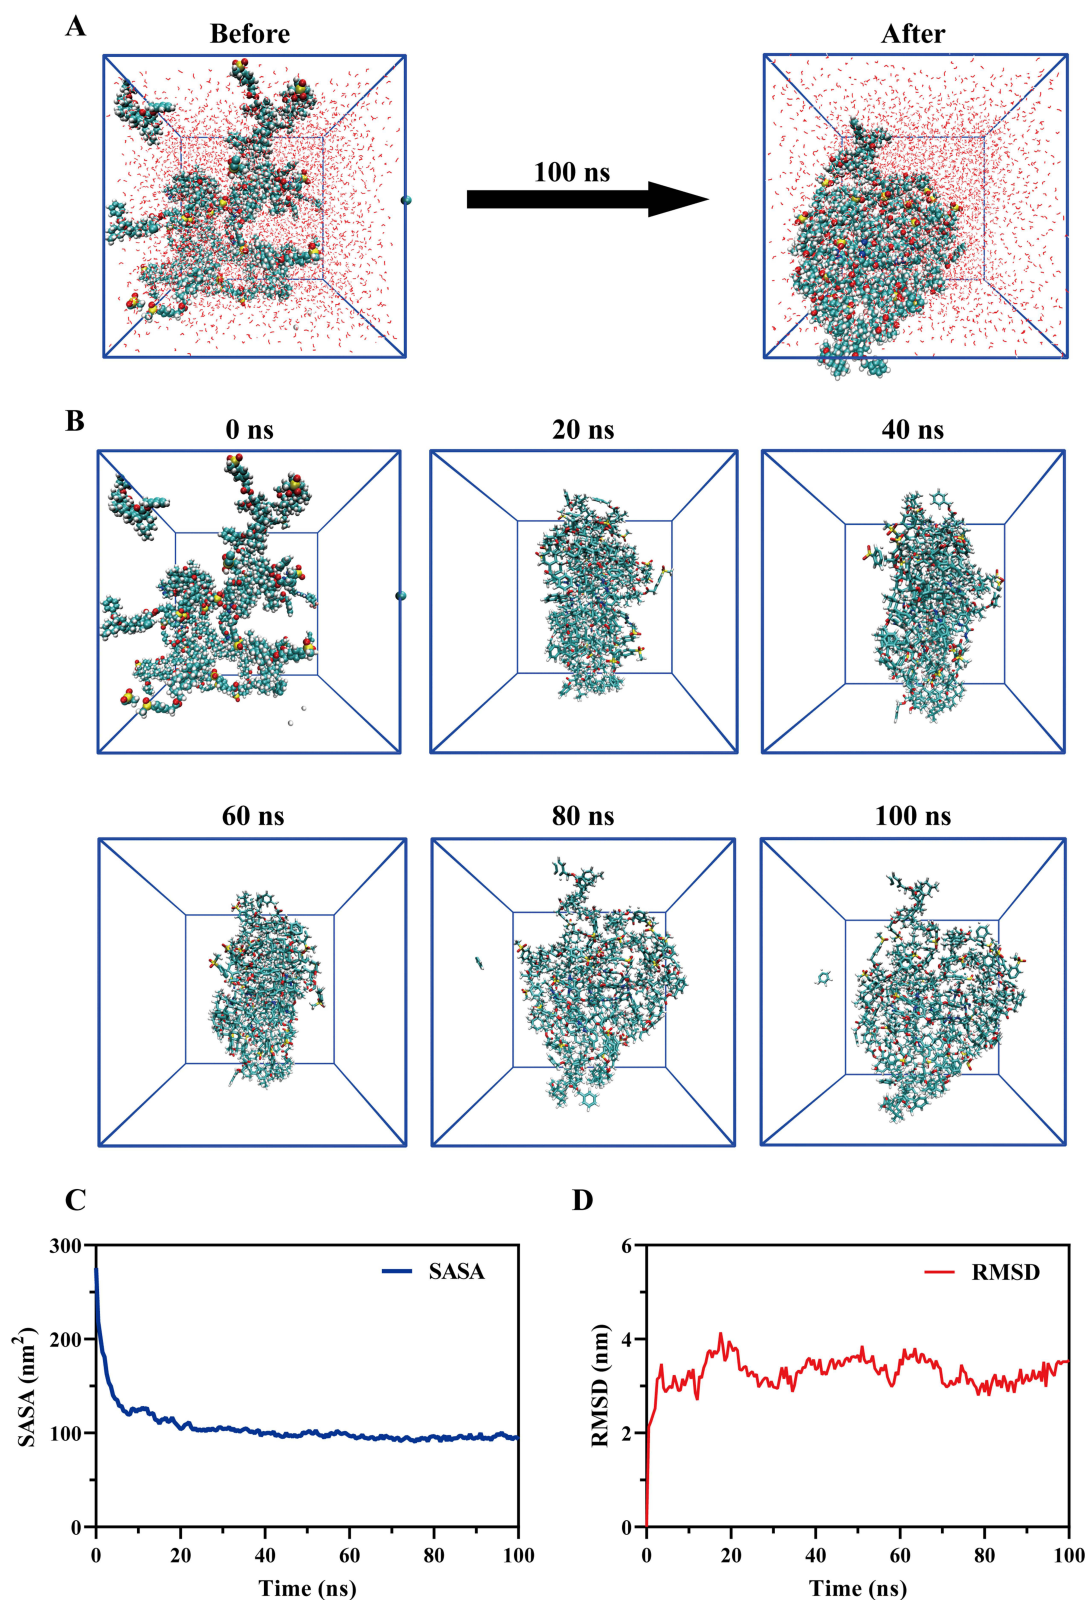 A
Before
After
100 ns
B
0 ns
20 ns
40 ns
60 ns
80 ns
100 ns
C
D
300
200
100
0
SASA (nm²)
SASA
0 20 40 60 80 100
Time (ns)
6
4
2
0
RMSD (nm)
RMSD
0 20 40 60 80 100
Time (ns)